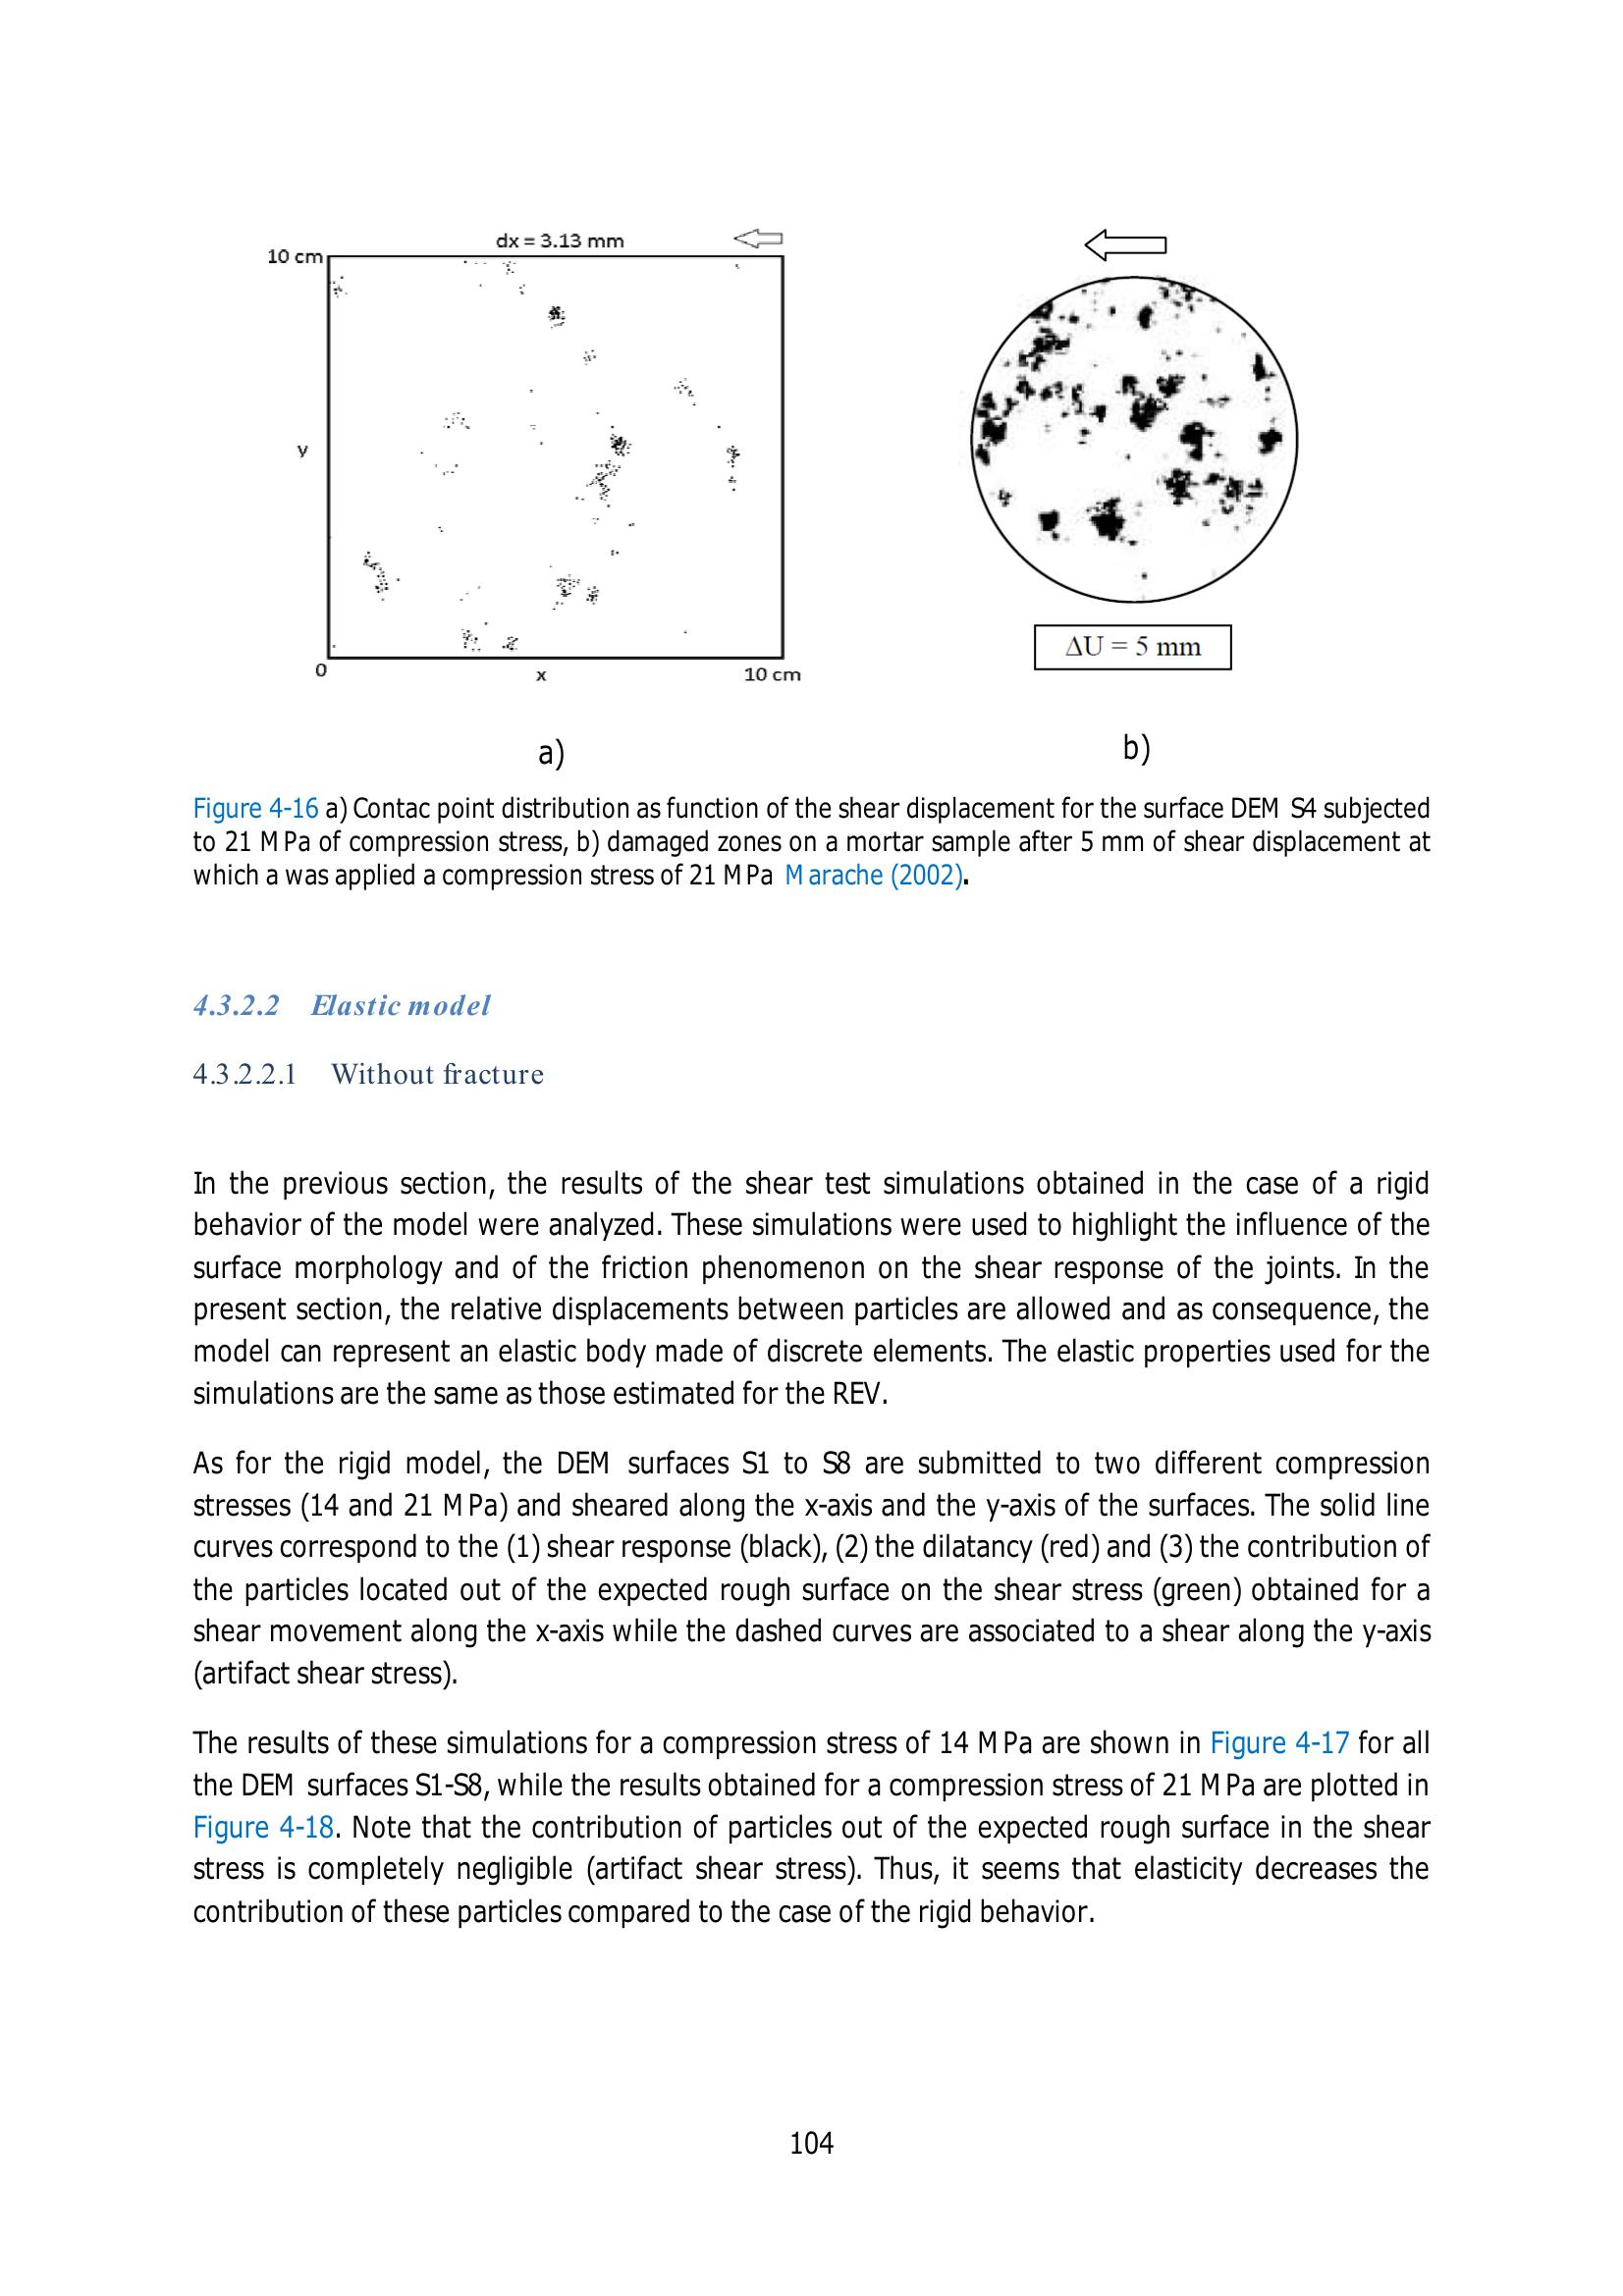 dx = 3.13 mm
10 cm
y
0
x
10 cm
ΔU = 5 mm
a)
b)
Figure 4-16 a) Contac point distribution as function of the shear displacement for the surface DEM S4 subjected
to 21 MPa of compression stress, b) damaged zones on a mortar sample after 5 mm of shear displacement at
which a was applied a compression stress of 21 MPa Marache (2002).
4.3.2.2 Elastic model
4.3.2.2.1 Without fracture
In the previous section, the results of the shear test simulations obtained in the case of a rigid
behavior of the model were analyzed. These simulations were used to highlight the influence of the
surface morphology and of the friction phenomenon on the shear response of the joints. In the
present section, the relative displacements between particles are allowed and as consequence, the
model can represent an elastic body made of discrete elements. The elastic properties used for the
simulations are the same as those estimated for the REV.
As for the rigid model, the DEM surfaces S1 to S8 are submitted to two different compression
stresses (14 and 21 MPa) and sheared along the x-axis and the y-axis of the surfaces. The solid line
curves correspond to the (1) shear response (black), (2) the dilatancy (red) and (3) the contribution of
the particles located out of the expected rough surface on the shear stress (green) obtained for a
shear movement along the x-axis while the dashed curves are associated to a shear along the y-axis
(artifact shear stress).
The results of these simulations for a compression stress of 14 MPa are shown in Figure 4-17 for all
the DEM surfaces S1-S8, while the results obtained for a compression stress of 21 MPa are plotted in
Figure 4-18. Note that the contribution of particles out of the expected rough surface in the shear
stress is completely negligible (artifact shear stress). Thus, it seems that elasticity decreases the
contribution of these particles compared to the case of the rigid behavior.
104